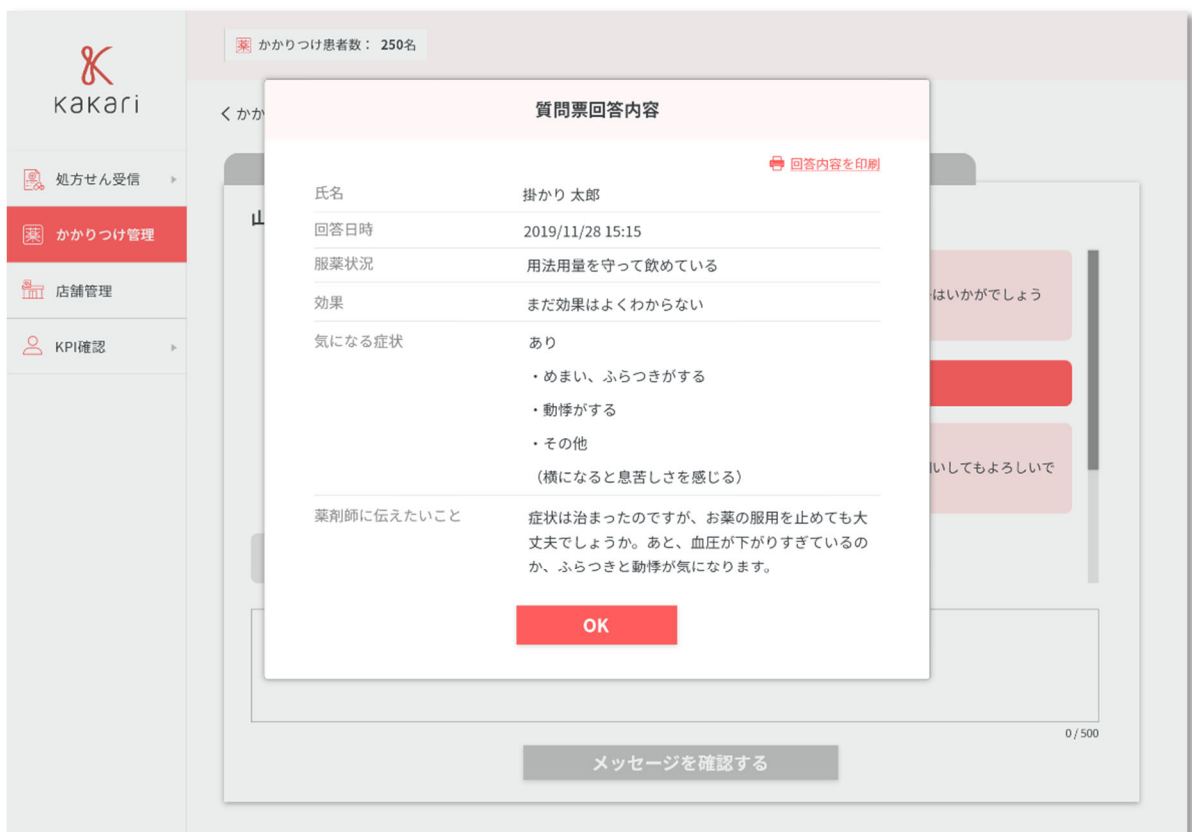 kakari
処方せん受信
かかりつけ管理
店舗管理
KPI確認
薬 かかりつけ患者数： 250名
くかか
山
質問票回答内容
回答内容を印刷
氏名 掛かり 太郎
回答日時 2019/11/28 15:15
服薬状況 用法用量を守って飲めている
効果 まだ効果はよくわからない
気になる症状 あり
・めまい、ふらつきがする
・動悸がする
・その他
（横になると息苦しさを感じる）
薬剤師に伝えたいこと 症状は治まったのですが、お薬の服用を止めても大
丈夫でしょうか。あと、血圧が下がりすぎているの
か、ふらつきと動悸が気になります。
OK
はいかがでしょう
いしてもよろしいで
0 / 500
メッセージを確認する